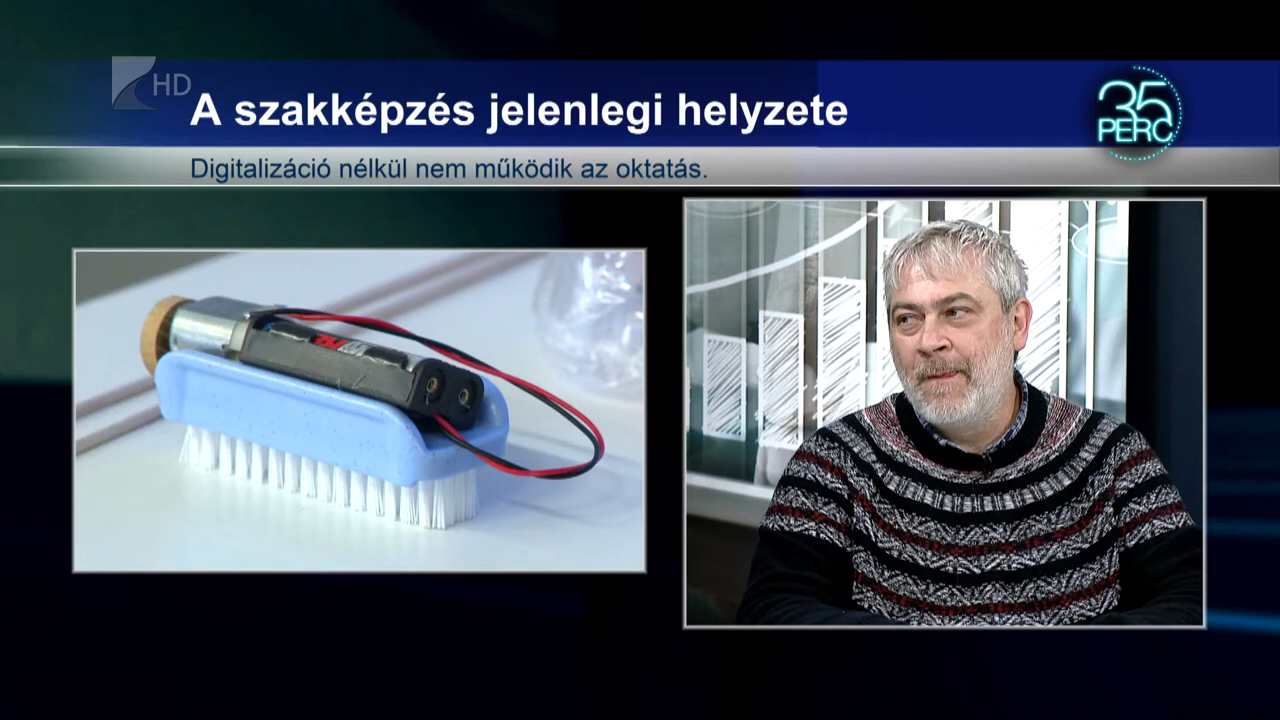 HD
A szakképzés jelenlegi helyzete
35
PERC
Digitalizáció nélkül nem működik az oktatás.